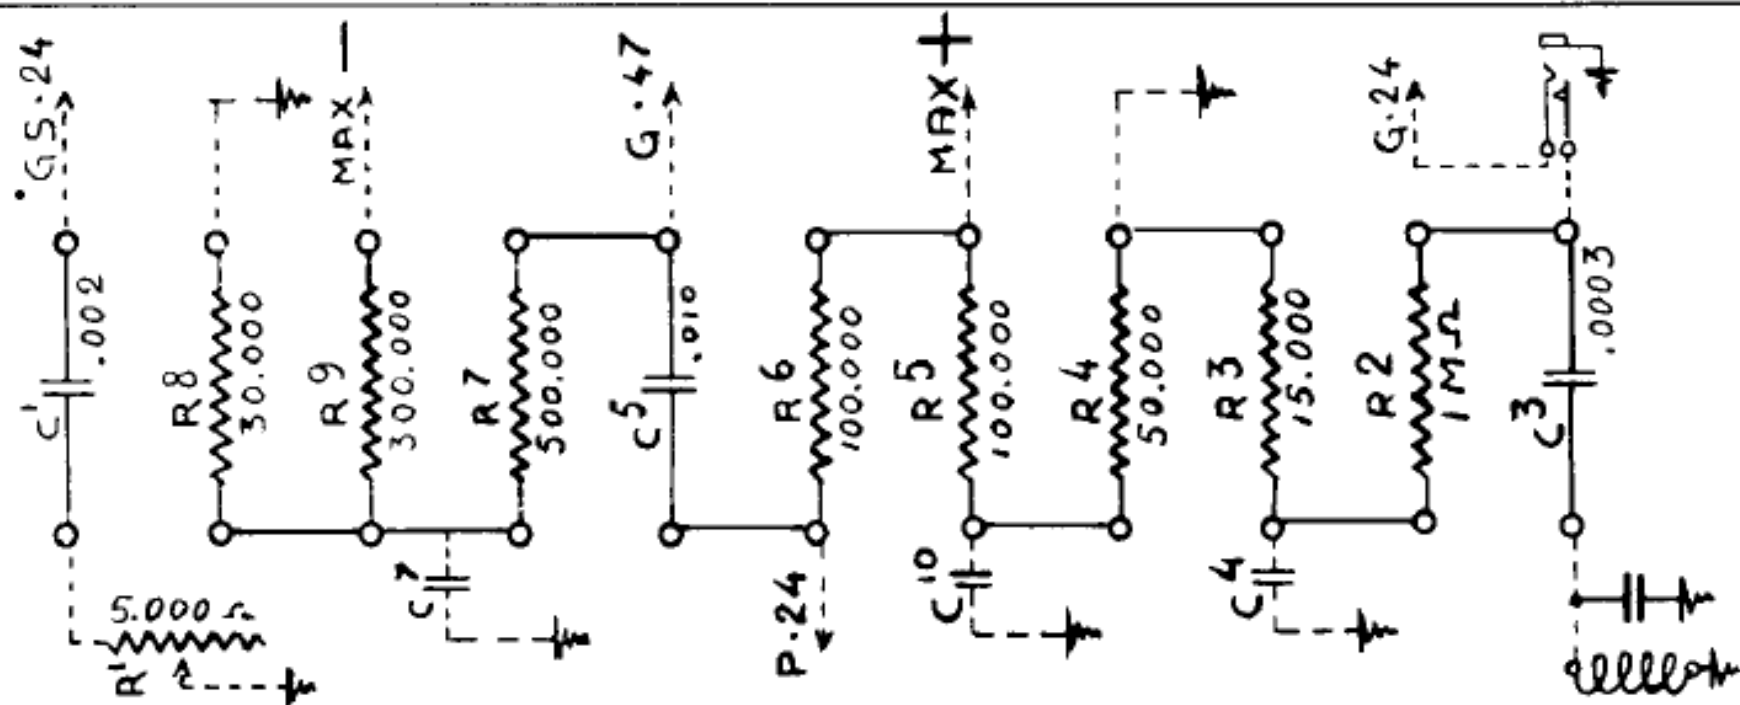 GS.24
C1
.002
R1
5.000 Ω
R8
30.000
MAX −
R9
300.000
C7
R7
500.000
G.47
C5
.010
R6
100.000
P.24
MAX +
R5
100.000
C10
R4
50.000
R3
15.000
C4
G.24
R2
1MΩ
C3
.0003